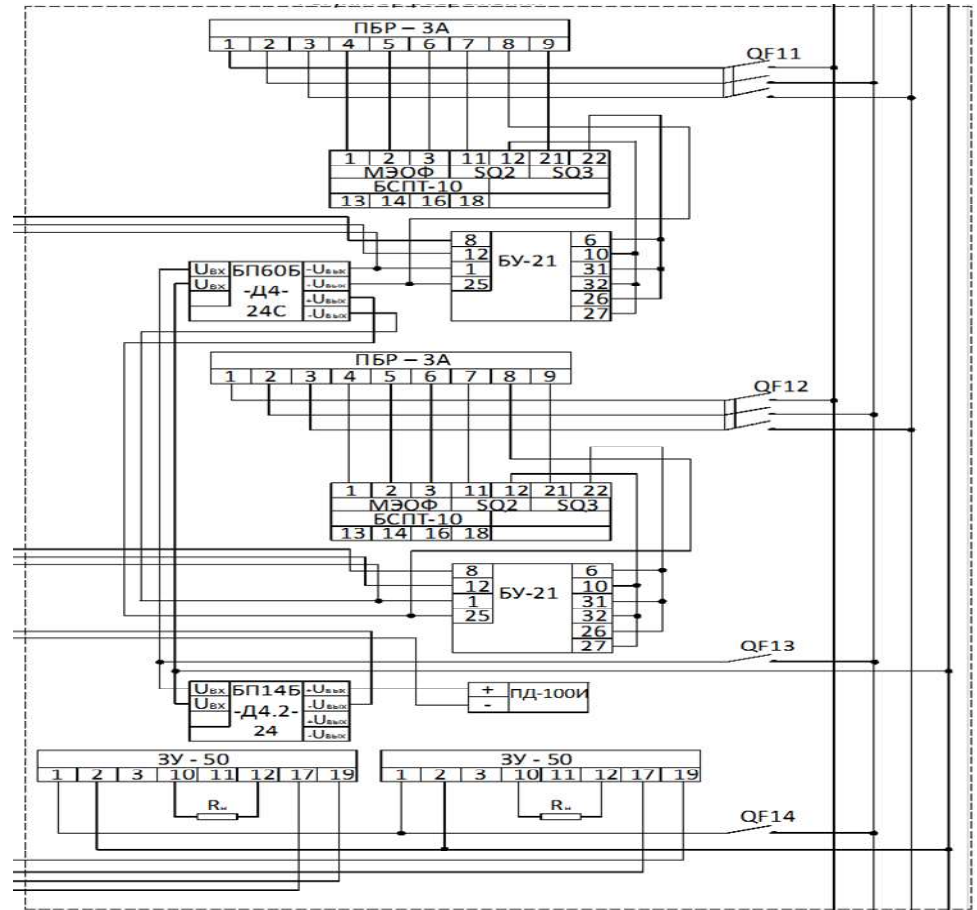 ПБР – 3А
1 2 3 4 5 6 7 8 9
QF11
1 2 3 11 12 21 22
МЭОФ SQ2 SQ3
БСПТ-10
13 14 16 18
8 БУ-21 6
12 10
1 31
25 32
26
27
Uвх БП60Б -Uвых
Uвх -Д4- -Uвых
24С +Uвых
-Uвых
ПБР – 3А
1 2 3 4 5 6 7 8 9
QF12
1 2 3 11 12 21 22
МЭОФ SQ2 SQ3
БСПТ-10
13 14 16 18
8 БУ-21 6
12 10
1 31
25 32
26
27
QF13
Uвх БП14Б +Uвых
Uвх -Д4.2- -Uвых
24 +Uвых
-Uвых
+ ПД-100И
-
ЗУ - 50
1 2 3 10 11 12 17 19
Rн
ЗУ - 50
1 2 3 10 11 12 17 19
Rн
QF14